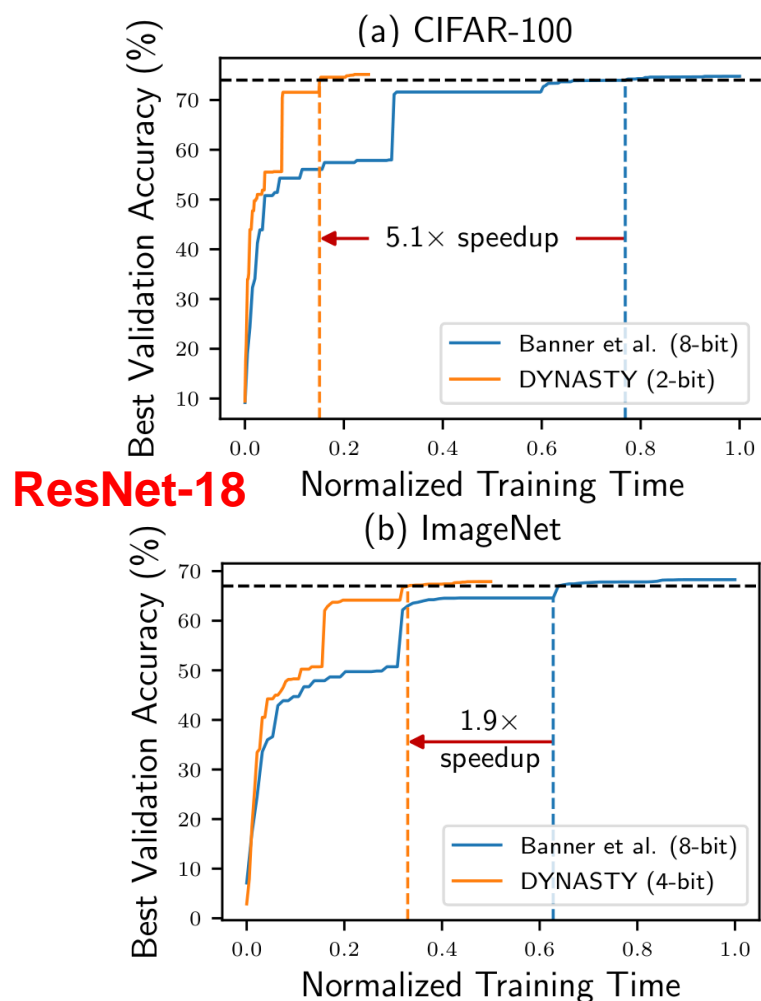 (a) CIFAR-100
Best Validation Accuracy (%)
70
60
50
40
30
20
10
5.1× speedup
Banner et al. (8-bit)
DYNASTY (2-bit)
0.0 0.2 0.4 0.6 0.8 1.0
Normalized Training Time
ResNet-18
(b) ImageNet
Best Validation Accuracy (%)
70
60
50
40
30
20
10
0
1.9×
speedup
Banner et al. (8-bit)
DYNASTY (4-bit)
0.0 0.2 0.4 0.6 0.8 1.0
Normalized Training Time